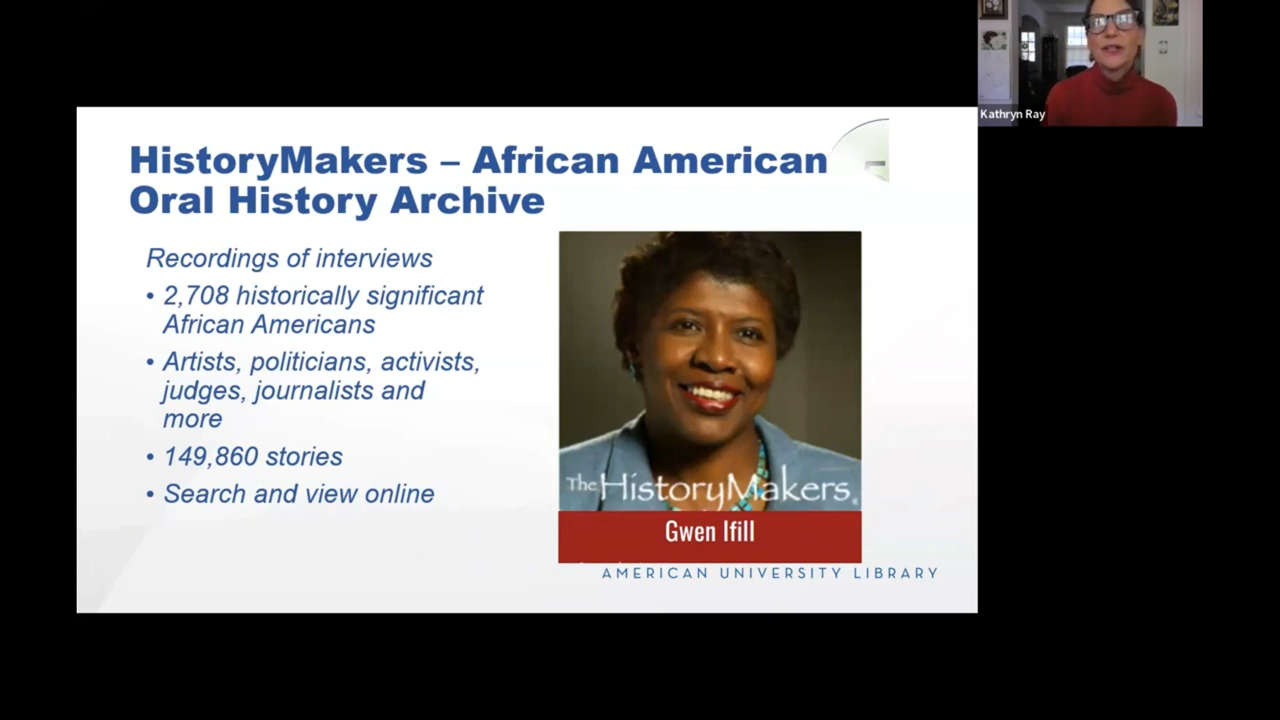 Kathryn Ray
HistoryMakers – African American
Oral History Archive
Recordings of interviews
• 2,708 historically significant
African Americans
• Artists, politicians, activists,
judges, journalists and
more
• 149,860 stories
• Search and view online
The HistoryMakers®
Gwen Ifill
AMERICAN UNIVERSITY LIBRARY